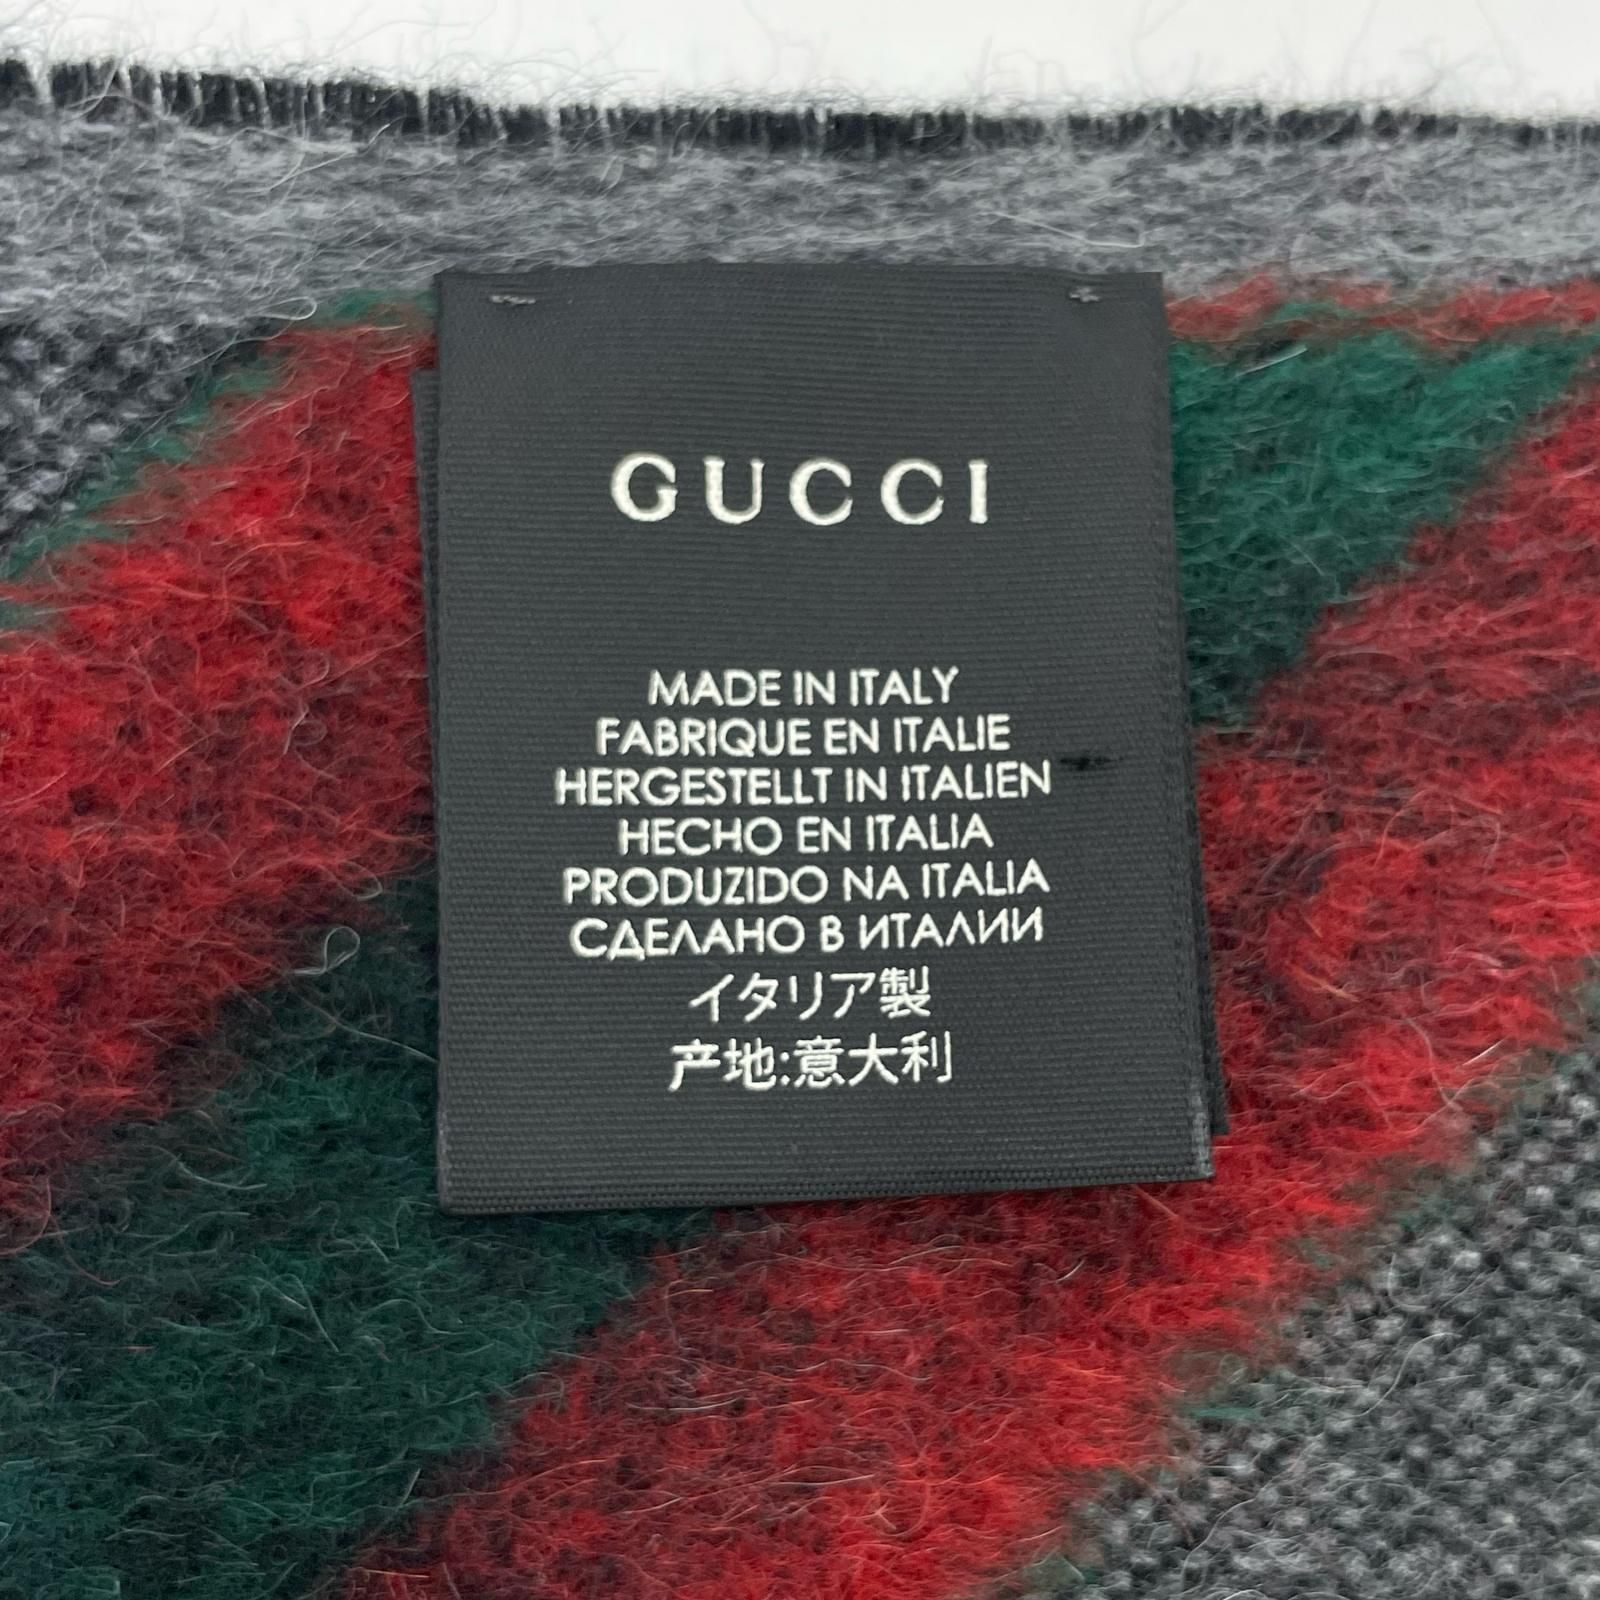 GUCCI
MADE IN ITALY
FABRIQUE EN ITALIE
HERGESTELLT IN ITALIEN
HECHO EN ITALIA
PRODUZIDO NA ITALIA
СДЕЛАНО В ИТАЛИИ
イタリア製
产地:意大利